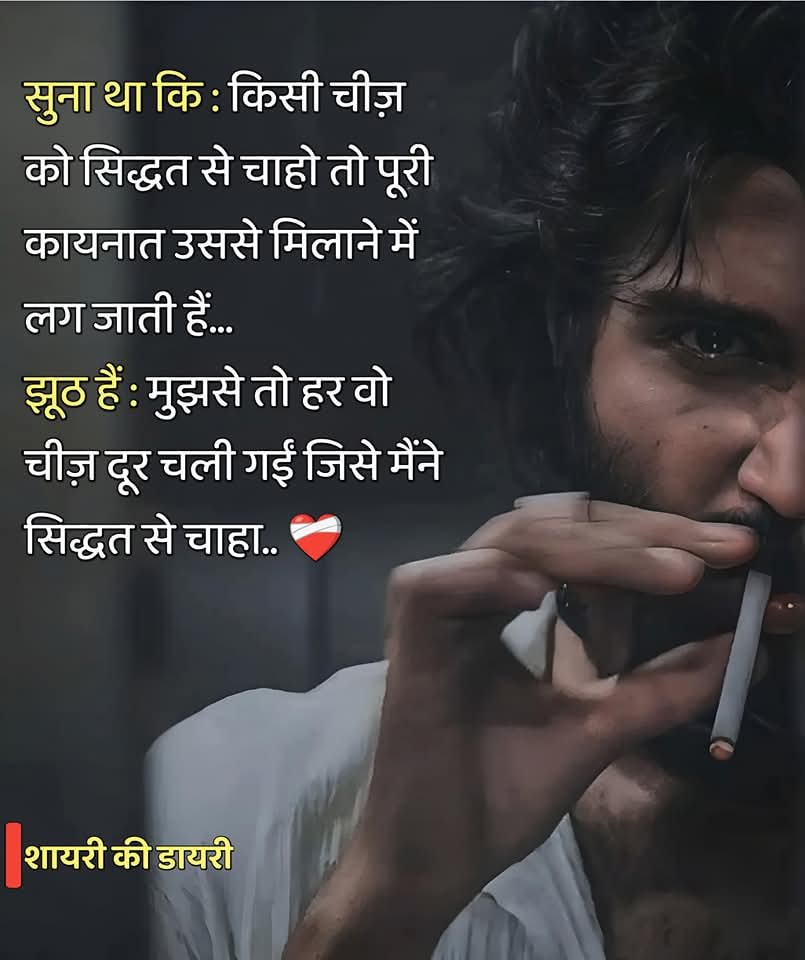 सुना था कि : किसी चीज़
को सिद्धत से चाहो तो पूरी
कायनात उससे मिलाने में
लग जाती हैं...
झूठ हैं : मुझसे तो हर वो
चीज़ दूर चली गईं जिसे मैंने
सिद्धत से चाहा.. ❤️‍🩹
शायरी की डायरी